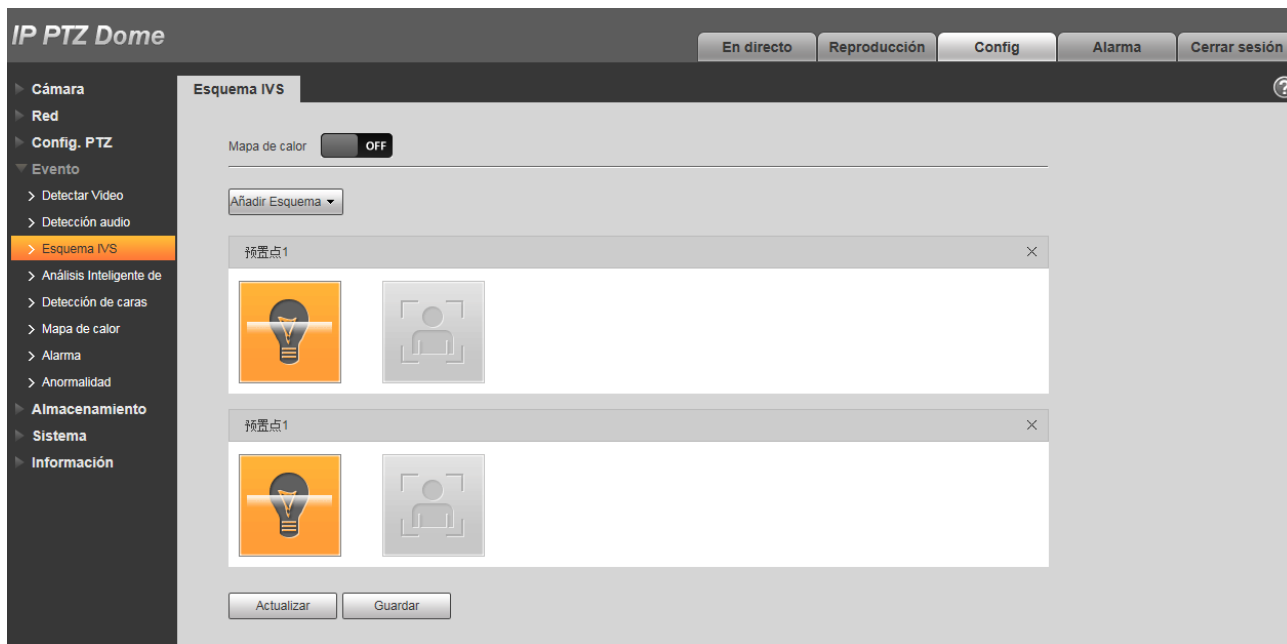 IP PTZ Dome
En directo
Reproducción
Config
Alarma
Cerrar sesión
Cámara
Red
Config. PTZ
Evento
Detectar Video
Detección audio
Esquema IVS
Análisis Inteligente de
Detección de caras
Mapa de calor
Alarma
Anormalidad
Almacenamiento
Sistema
Información
Esquema IVS
?
Mapa de calor
OFF
Añadir Esquema
预置点1
预置点1
Actualizar
Guardar